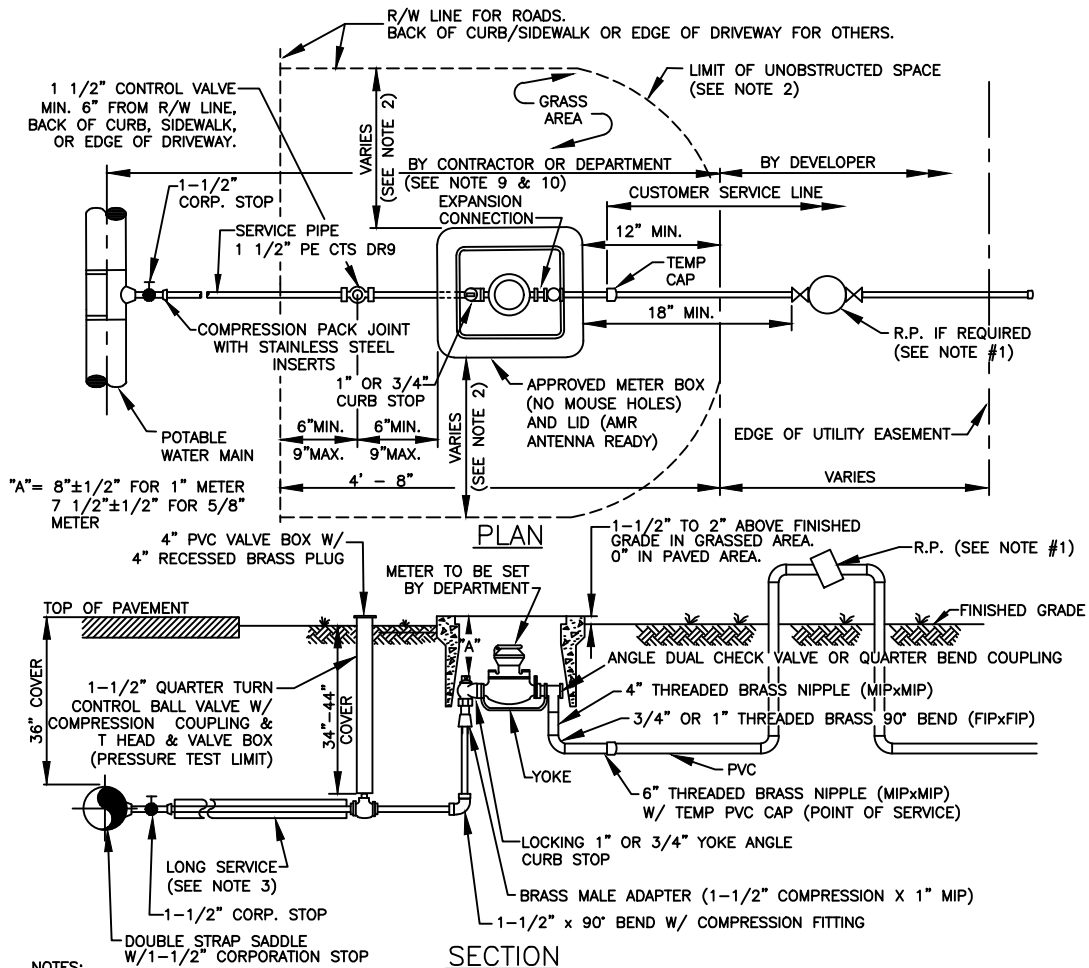 R/W LINE FOR ROADS.
BACK OF CURB/SIDEWALK OR EDGE OF DRIVEWAY FOR OTHERS.
1 1/2" CONTROL VALVE
MIN. 6" FROM R/W LINE,
BACK OF CURB, SIDEWALK,
OR EDGE OF DRIVEWAY.
LIMIT OF UNOBSTRUCTED SPACE
(SEE NOTE 2)
GRASS
AREA
VARIES
(SEE NOTE 2)
BY CONTRACTOR OR DEPARTMENT
(SEE NOTE 9 & 10)
BY DEVELOPER
1-1/2"
CORP. STOP
CUSTOMER SERVICE LINE
EXPANSION
CONNECTION
SERVICE PIPE
1 1/2" PE CTS DR9
12" MIN.
TEMP
CAP
18" MIN.
COMPRESSION PACK JOINT
WITH STAINLESS STEEL
INSERTS
R.P. IF REQUIRED
(SEE NOTE #1)
1" OR 3/4"
CURB STOP
APPROVED METER BOX
(NO MOUSE HOLES)
AND LID (AMR
ANTENNA READY)
VARIES
(SEE NOTE 2)
POTABLE
WATER MAIN
6"MIN.
9"MAX.
6"MIN.
9"MAX.
EDGE OF UTILITY EASEMENT
4' - 8"
VARIES
"A"= 8"±1/2" FOR 1" METER
7 1/2"±1/2" FOR 5/8"
METER
PLAN
4" PVC VALVE BOX W/
4" RECESSED BRASS PLUG
1-1/2" TO 2" ABOVE FINISHED
GRADE IN GRASSED AREA.
0" IN PAVED AREA.
R.P. (SEE NOTE #1)
METER TO BE SET
BY DEPARTMENT
TOP OF PAVEMENT
FINISHED GRADE
"A"
ANGLE DUAL CHECK VALVE OR QUARTER BEND COUPLING
36" COVER
1-1/2" QUARTER TURN
CONTROL BALL VALVE W/
COMPRESSION COUPLING &
T HEAD & VALVE BOX
(PRESSURE TEST LIMIT)
34"-44"
COVER
4" THREADED BRASS NIPPLE (MIPxMIP)
3/4" OR 1" THREADED BRASS 90° BEND (FIPxFIP)
PVC
YOKE
6" THREADED BRASS NIPPLE (MIPxMIP)
W/ TEMP PVC CAP (POINT OF SERVICE)
LOCKING 1" OR 3/4" YOKE ANGLE
CURB STOP
LONG SERVICE
(SEE NOTE 3)
BRASS MALE ADAPTER (1-1/2" COMPRESSION X 1" MIP)
1-1/2" CORP. STOP
1-1/2" x 90° BEND W/ COMPRESSION FITTING
DOUBLE STRAP SADDLE
W/1-1/2" CORPORATION STOP
SECTION
NOTES: